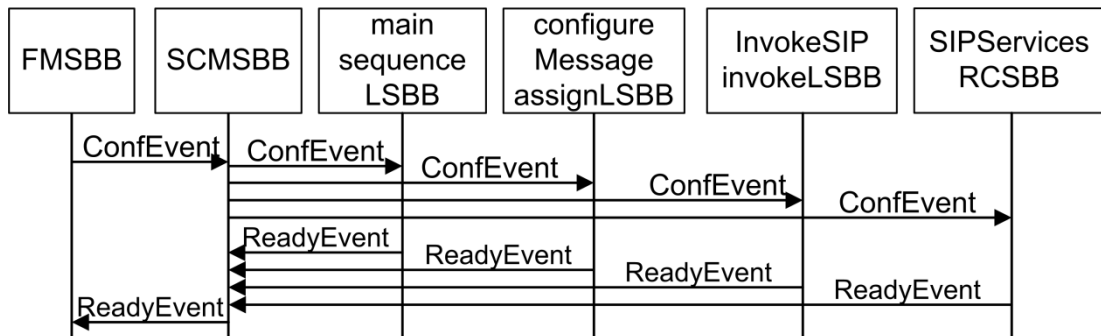 FMSBB
SCMSBB
main
sequence
LSBB
configure
Message
assignLSBB
InvokeSIP
invokeLSBB
SIPServices
RCSBB
ConfEvent
ConfEvent
ConfEvent
ConfEvent
ConfEvent
ReadyEvent
ReadyEvent
ReadyEvent
ReadyEvent
ReadyEvent